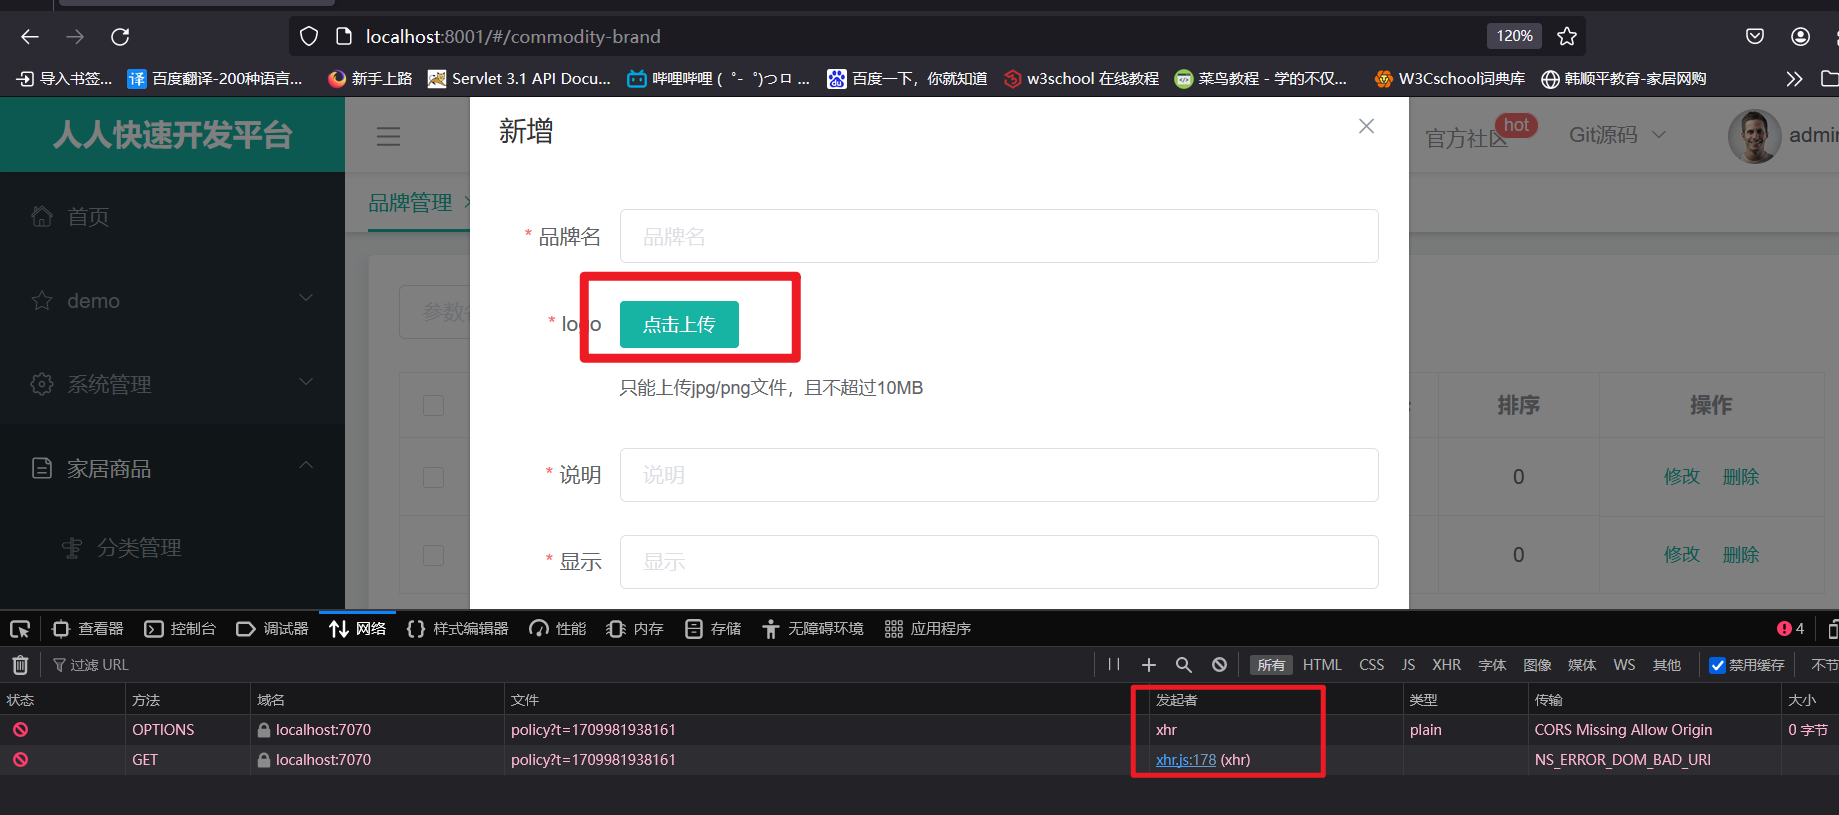 localhost:8001/#/commodity-brand
120%
导入书签...
译 百度翻译-200种语言...
新手上路
Servlet 3.1 API Docu...
哔哩哔哩 ( ゜- ゜)つロ ...
百度一下，你就知道
w3school 在线教程
菜鸟教程 - 学的不仅...
W3Cschool词典库
韩顺平教育-家居网购
人人快速开发平台
新增
官方社区
hot
Git源码
admin
首页
品牌管理
* 品牌名
品牌名
demo
参数名
* logo
点击上传
系统管理
只能上传jpg/png文件，且不超过10MB
排序
操作
家居商品
* 说明
说明
0
修改
删除
分类管理
* 显示
显示
0
修改
删除
查看器
控制台
调试器
网络
{} 样式编辑器
性能
内存
存储
无障碍环境
应用程序
4
过滤 URL
所有
HTML
CSS
JS
XHR
字体
图像
媒体
WS
其他
禁用缓存
不节
状态
方法
域名
文件
发起者
类型
传输
大小
OPTIONS
localhost:7070
policy?t=1709981938161
xhr
plain
CORS Missing Allow Origin
0 字节
GET
localhost:7070
policy?t=1709981938161
xhr.js:178 (xhr)
NS_ERROR_DOM_BAD_URI